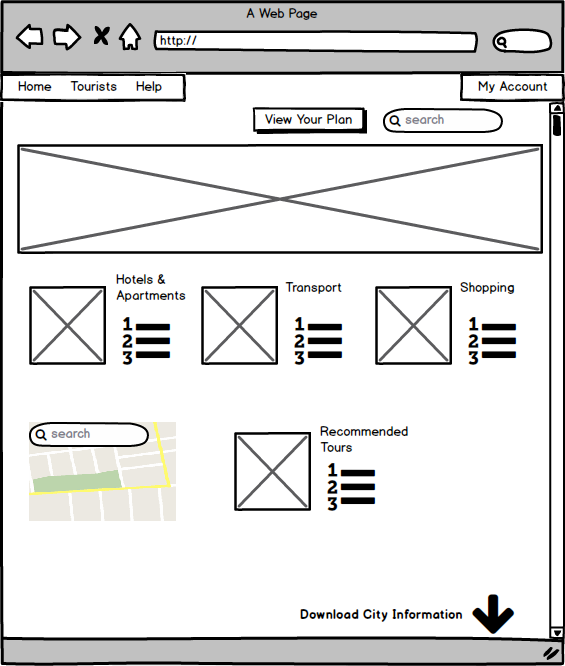 A Web Page
http://
Home Tourists Help
My Account
View Your Plan
search
Hotels &
Apartments
1
2
3
Transport
1
2
3
Shopping
1
2
3
search
Recommended
Tours
1
2
3
Download City Information